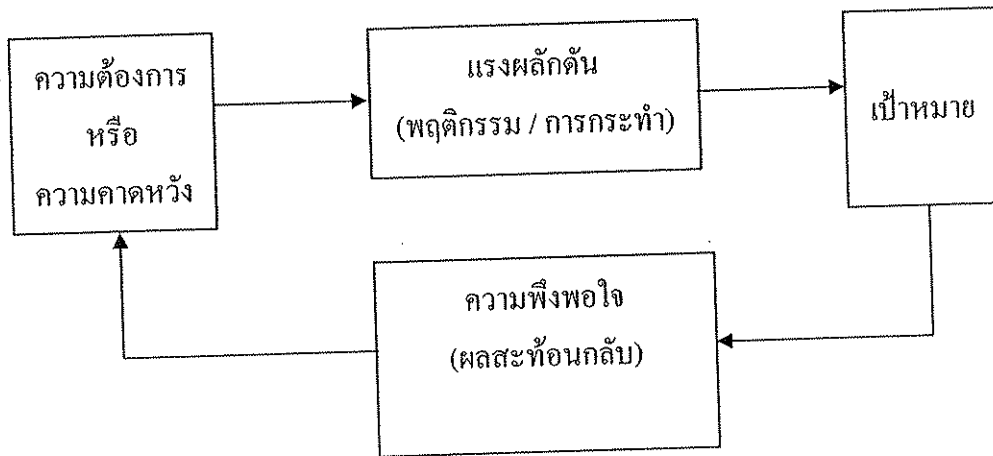 ความต้องการ
หรือ
ความคาดหวัง
แรงผลักดัน
(พฤติกรรม / การกระทำ)
เป้าหมาย
ความพึงพอใจ
(ผลสะท้อนกลับ)